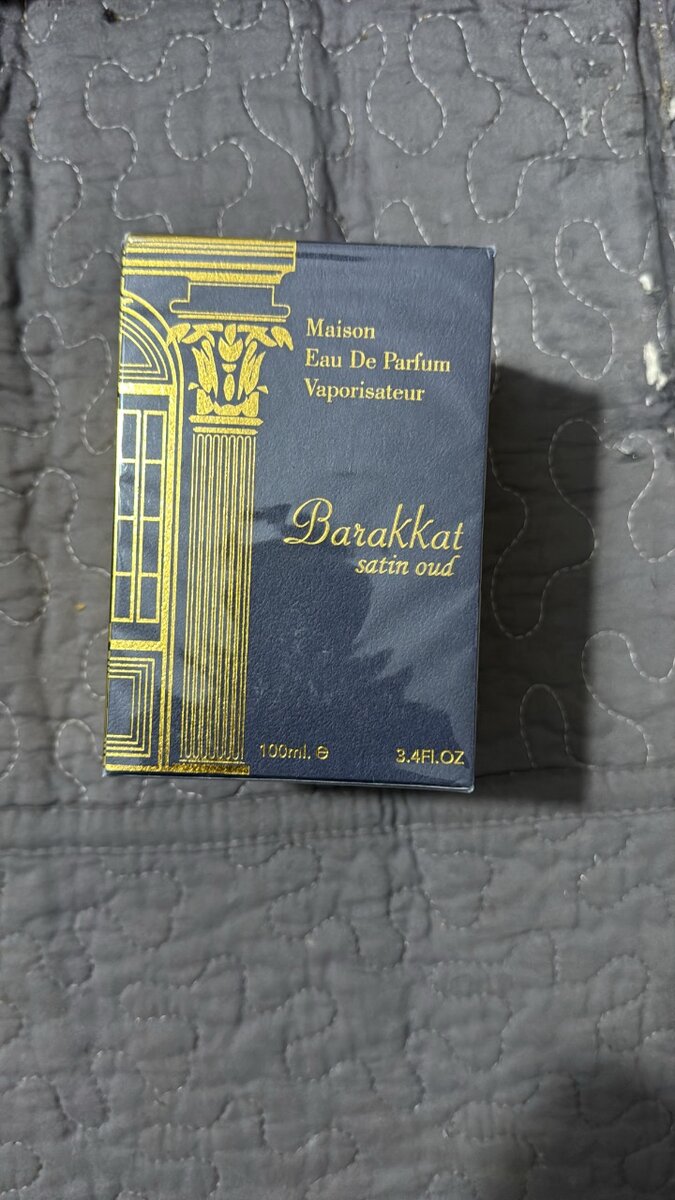 Maison
Eau De Parfum
Vaporisateur
Barakkat
satin oud
100ml. ℮ 3.4Fl.OZ